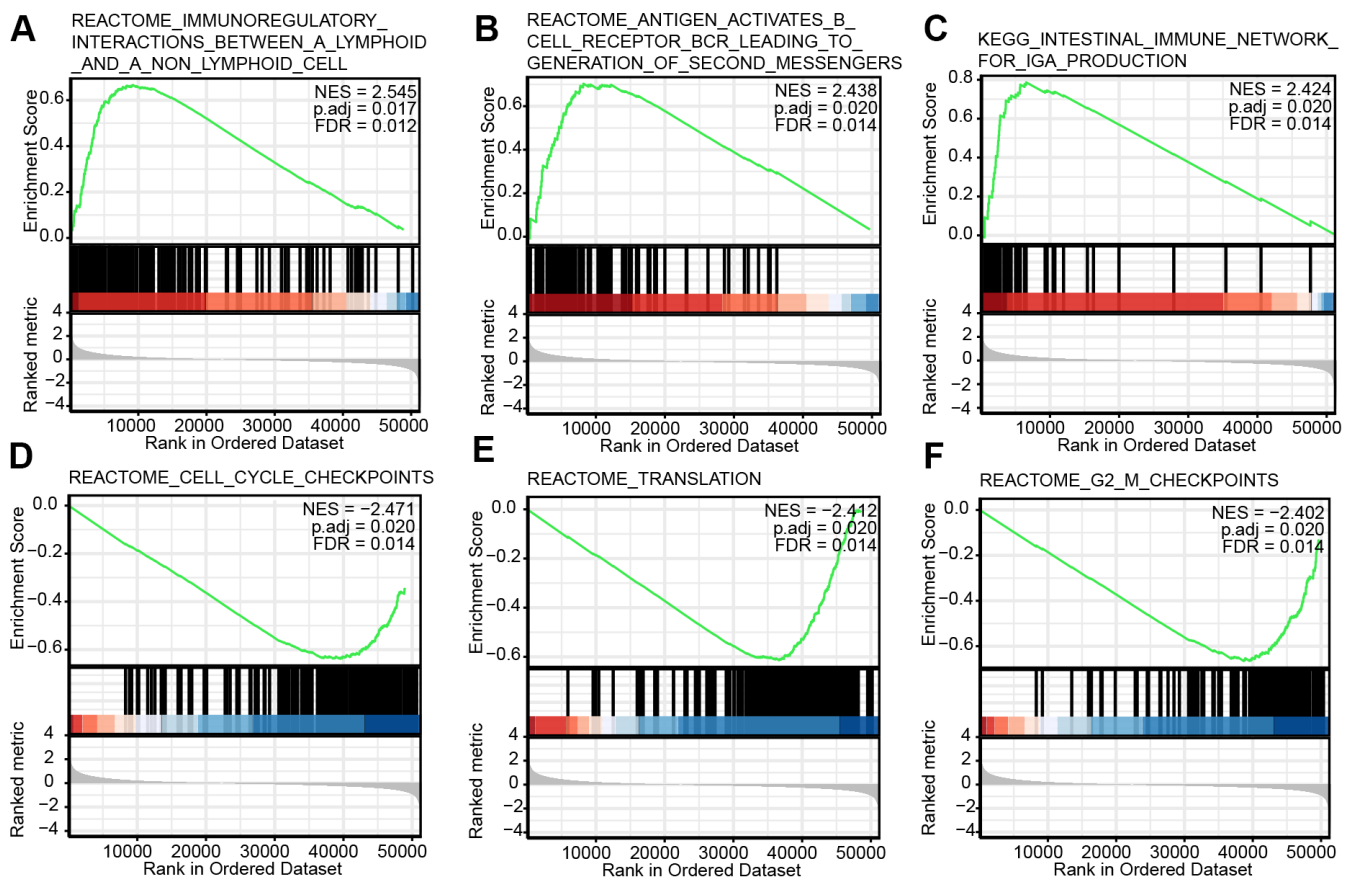 A
REACTOME_IMMUNOREGULATORY_
INTERACTIONS_BETWEEN_A_LYMPHOID
_AND_A_NON_LYMPHOID_CELL
NES = 2.545
p.adj = 0.017
FDR = 0.012
Enrichment Score
0.6
0.4
0.2
0.0
Ranked metric
4
2
0
−2
−4
10000 20000 30000 40000 50000
Rank in Ordered Dataset
B
REACTOME_ANTIGEN_ACTIVATES_B_
CELL_RECEPTOR_BCR_LEADING_TO_
GENERATION_OF_SECOND_MESSENGERS
NES = 2.438
p.adj = 0.020
FDR = 0.014
Enrichment Score
0.6
0.4
0.2
0.0
Ranked metric
4
2
0
−2
−4
10000 20000 30000 40000 50000
Rank in Ordered Dataset
C
KEGG_INTESTINAL_IMMUNE_NETWORK_
FOR_IGA_PRODUCTION
NES = 2.424
p.adj = 0.020
FDR = 0.014
Enrichment Score
0.8
0.6
0.4
0.2
0.0
Ranked metric
4
2
0
−2
−4
10000 20000 30000 40000 50000
Rank in Ordered Dataset
D
REACTOME_CELL_CYCLE_CHECKPOINTS
NES = −2.471
p.adj = 0.020
FDR = 0.014
Enrichment Score
0.0
−0.2
−0.4
−0.6
Ranked metric
4
2
0
−2
−4
10000 20000 30000 40000 50000
Rank in Ordered Dataset
E
REACTOME_TRANSLATION
NES = −2.412
p.adj = 0.020
FDR = 0.014
Enrichment Score
0.0
−0.2
−0.4
−0.6
Ranked metric
4
2
0
−2
−4
10000 20000 30000 40000 50000
Rank in Ordered Dataset
F
REACTOME_G2_M_CHECKPOINTS
NES = −2.402
p.adj = 0.020
FDR = 0.014
Enrichment Score
0.0
−0.2
−0.4
−0.6
Ranked metric
4
2
0
−2
−4
10000 20000 30000 40000 50000
Rank in Ordered Dataset